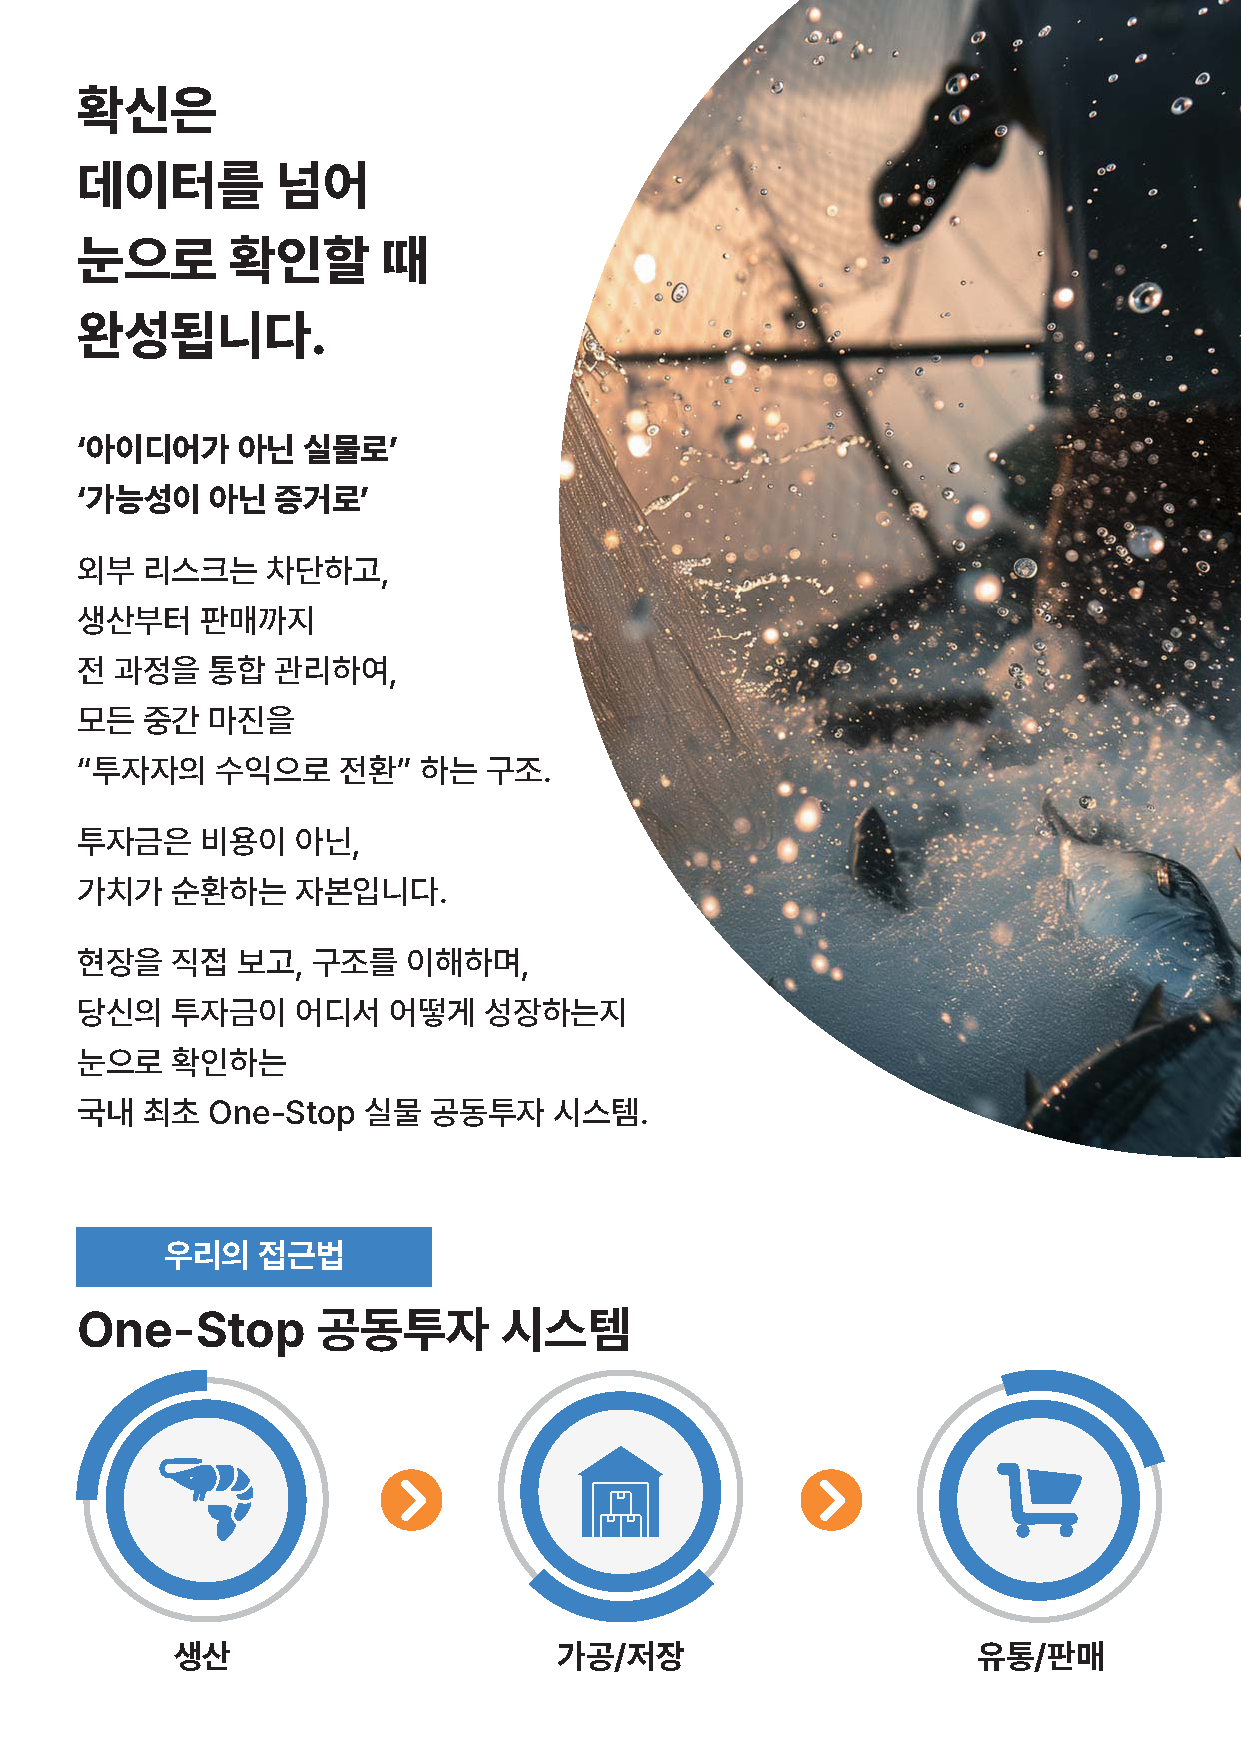 확신은
데이터를 넘어
눈으로 확인할 때
완성됩니다.
‘아이디어가 아닌 실물로’
‘가능성이 아닌 증거로’
외부 리스크는 차단하고,
생산부터 판매까지
전 과정을 통합 관리하여,
모든 중간 마진을
“투자자의 수익으로 전환” 하는 구조.
투자금은 비용이 아닌,
가치가 순환하는 자본입니다.
현장을 직접 보고, 구조를 이해하며,
당신의 투자금이 어디서 어떻게 성장하는지
눈으로 확인하는
국내 최초 One-Stop 실물 공동투자 시스템.
우리의 접근법
One-Stop 공동투자 시스템
생산
가공/저장
유통/판매